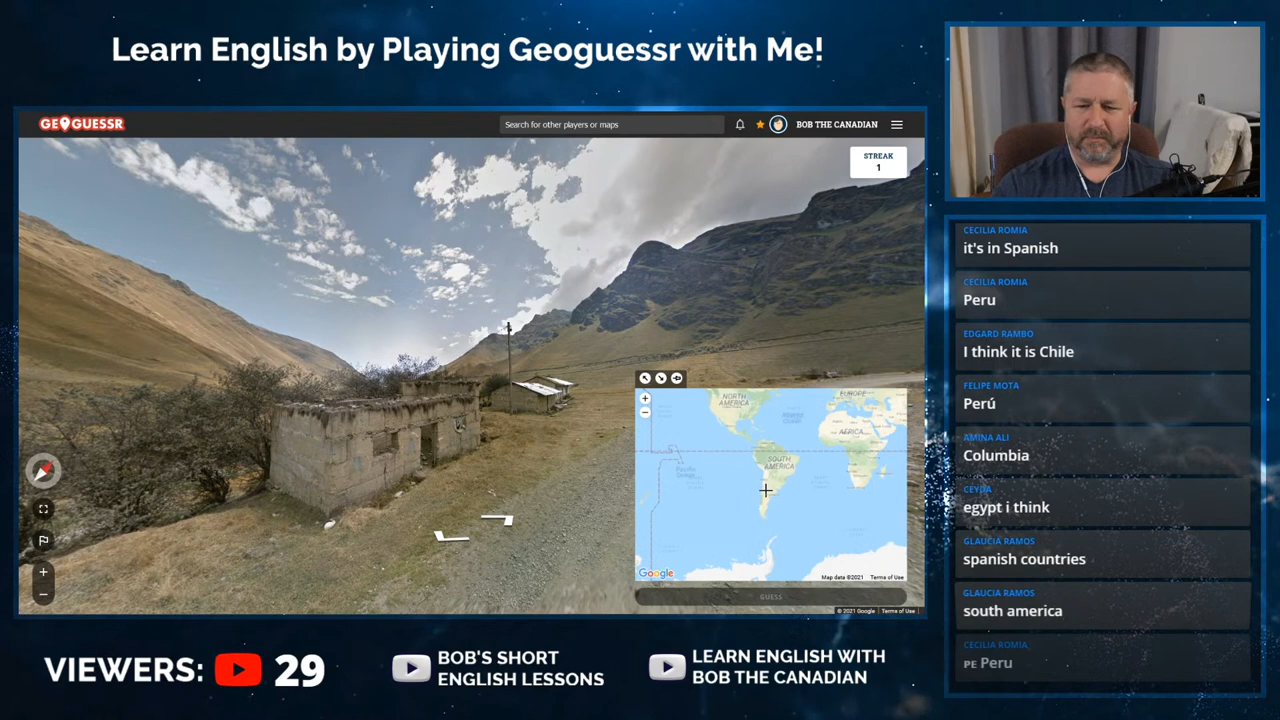 Learn English by Playing Geoguessr with Me!
GEOGUESSR
Search for other players or maps
BOB THE CANADIAN
STREAK
1
NORTH
AMERICA
EUROPE
AFRICA
SOUTH
AMERICA
Pacific
Ocean
Google
Map data ©2021
Terms of Use
GUESS
© 2021 Google
Terms of Use
CECILIA ROMIA
it's in Spanish
CECILIA ROMIA
Peru
EDGARD RAMBO
I think it is Chile
FELIPE MOTA
Perú
AMINA ALI
Columbia
CEYDA
egypt i think
GLAUCIA RAMOS
spanish countries
GLAUCIA RAMOS
south america
CECILIA ROMIA
PE Peru
VIEWERS: 29
BOB'S SHORT
ENGLISH LESSONS
LEARN ENGLISH WITH
BOB THE CANADIAN